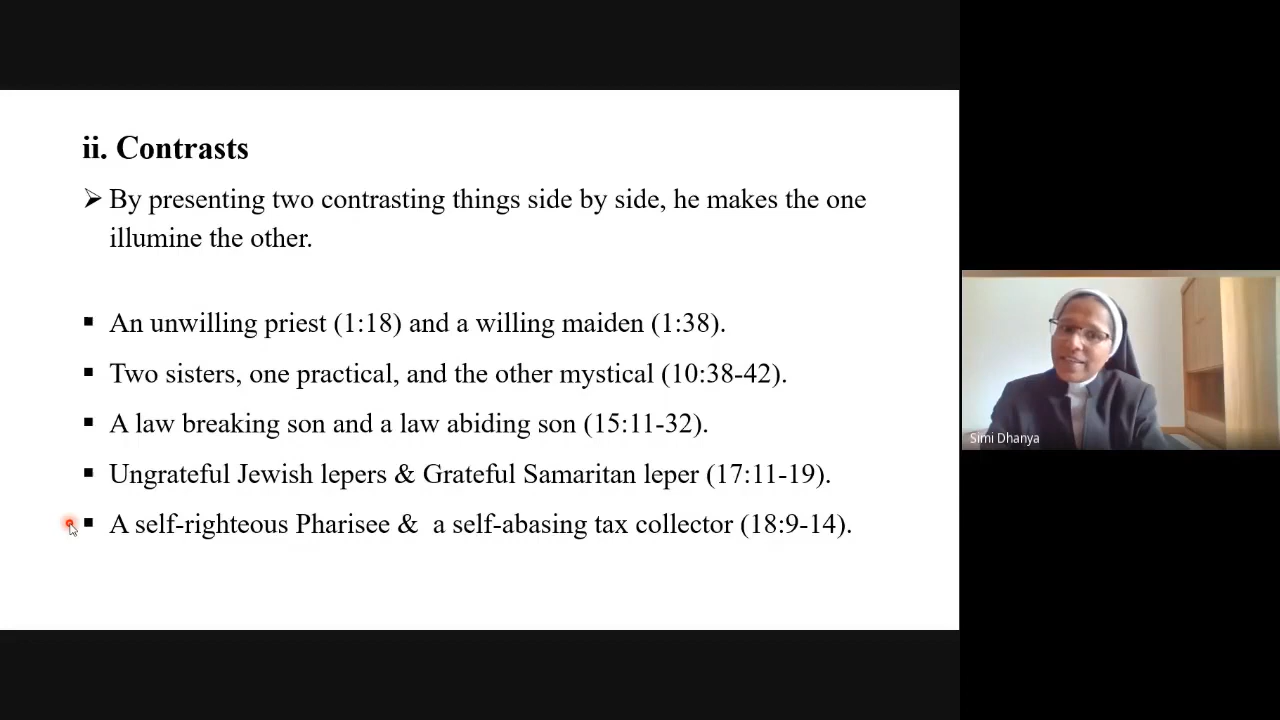 ii. Contrasts
➢ By presenting two contrasting things side by side, he makes the one
illumine the other.
▪ An unwilling priest (1:18) and a willing maiden (1:38).
▪ Two sisters, one practical, and the other mystical (10:38-42).
▪ A law breaking son and a law abiding son (15:11-32).
▪ Ungrateful Jewish lepers & Grateful Samaritan leper (17:11-19).
▪ A self-righteous Pharisee & a self-abasing tax collector (18:9-14).
Simi Dhanya